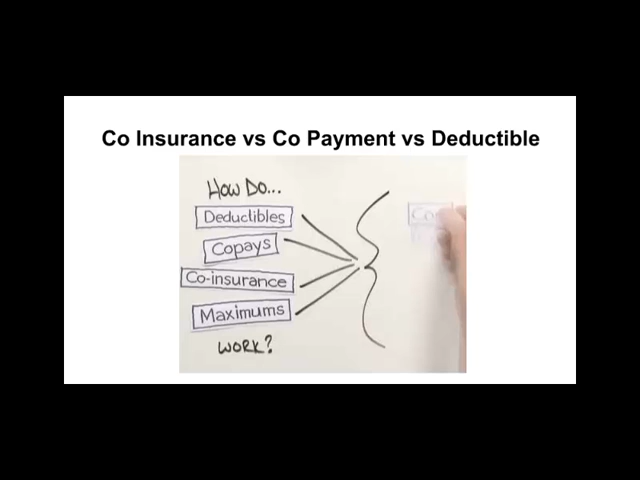 Co Insurance vs Co Payment vs Deductible
How Do...
Deductibles
Copays
Co-insurance
Maximums
WORK?